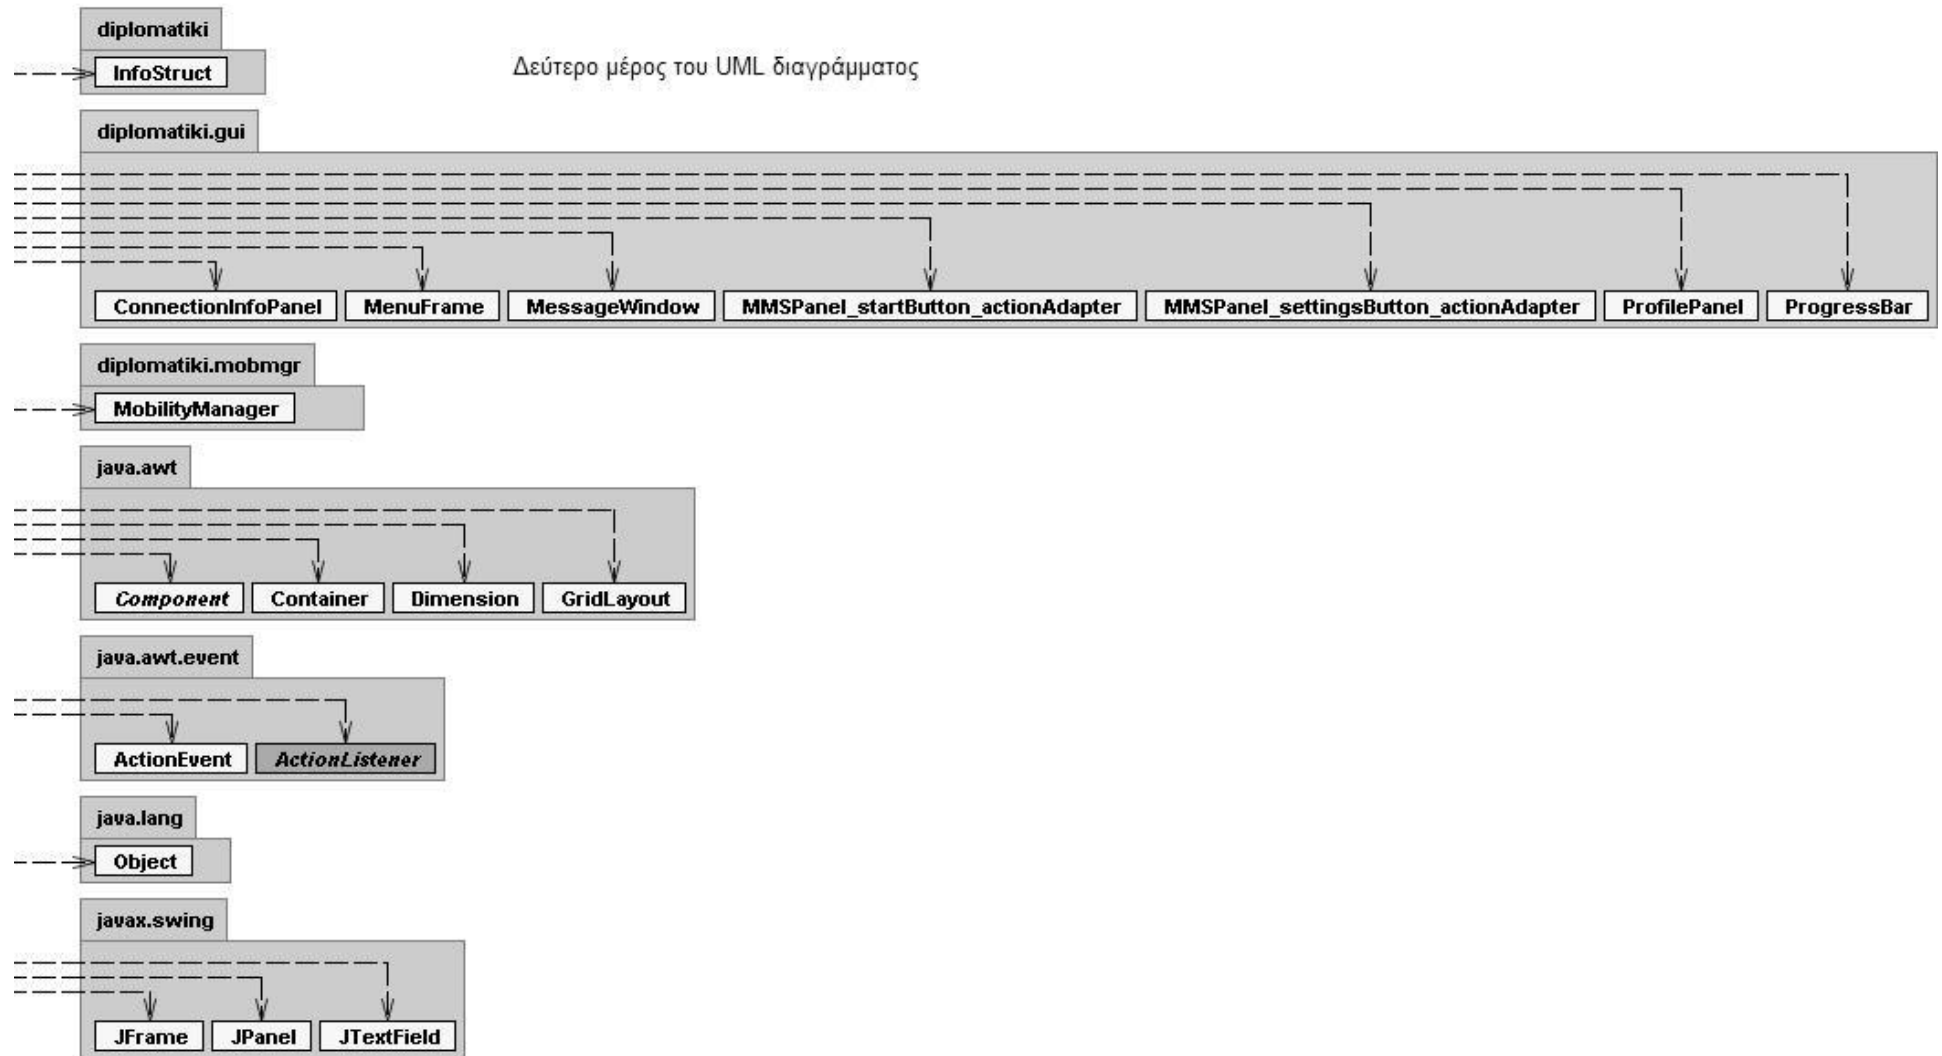 diplomatiki
InfoStruct
Δεύτερο μέρος του UML διαγράμματος
diplomatiki.gui
ConnectionInfoPanel
MenuFrame
MessageWindow
MMSPanel_startButton_actionAdapter
MMSPanel_settingsButton_actionAdapter
ProfilePanel
ProgressBar
diplomatiki.mobmgr
MobilityManager
java.awt
Component
Container
Dimension
GridLayout
java.awt.event
ActionEvent
ActionListener
java.lang
Object
javax.swing
JFrame
JPanel
JTextField